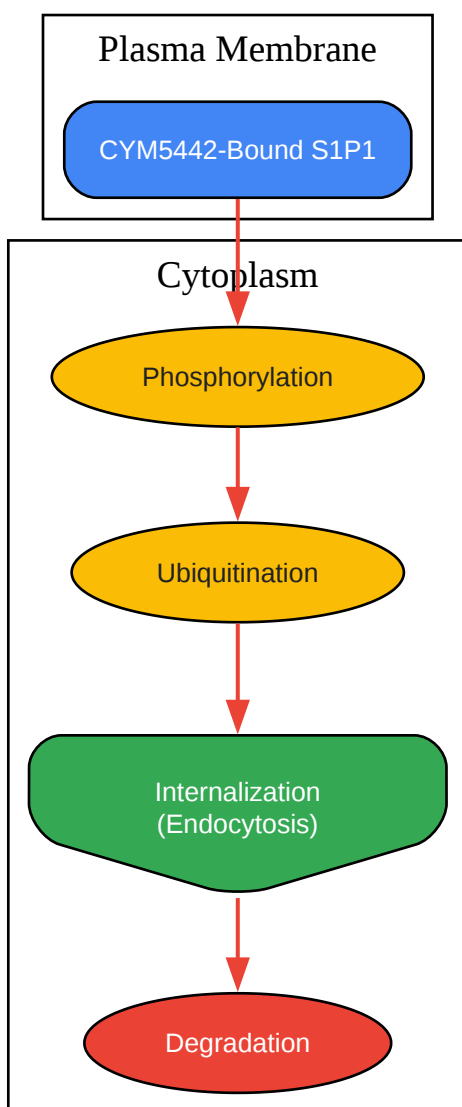 Plasma Membrane
CYM5442-Bound S1P1
Cytoplasm
Phosphorylation
Ubiquitination
Internalization
(Endocytosis)
Degradation